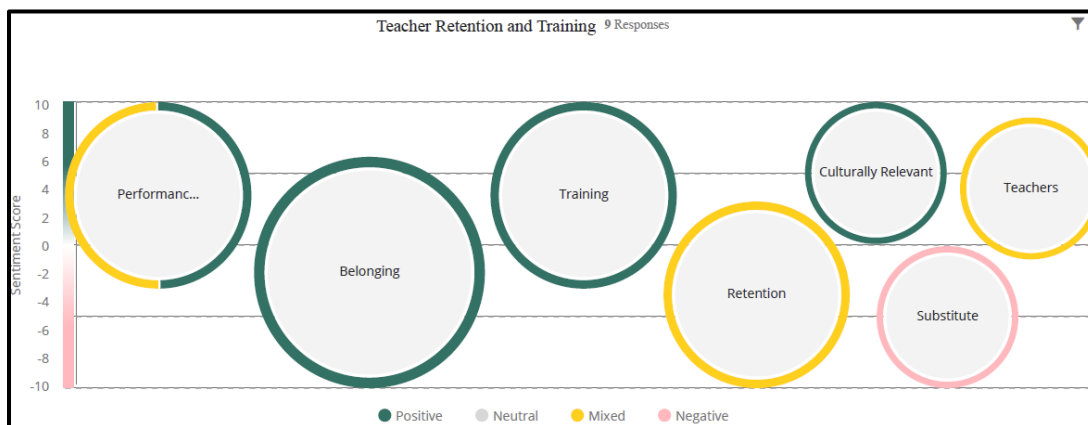 Teacher Retention and Training 9 Responses
Sentiment Score
10
8
6
4
2
0
-2
-4
-6
-8
-10
Performanc...
Belonging
Training
Retention
Culturally Relevant
Substitute
Teachers
Positive Neutral Mixed Negative